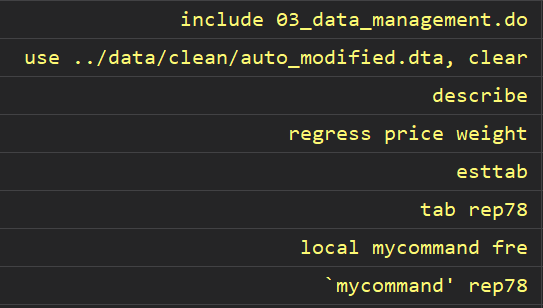 include 03_data_management.do
use ../data/clean/auto_modified.dta, clear
describe
regress price weight
esttab
tab rep78
local mycommand fre
`mycommand' rep78